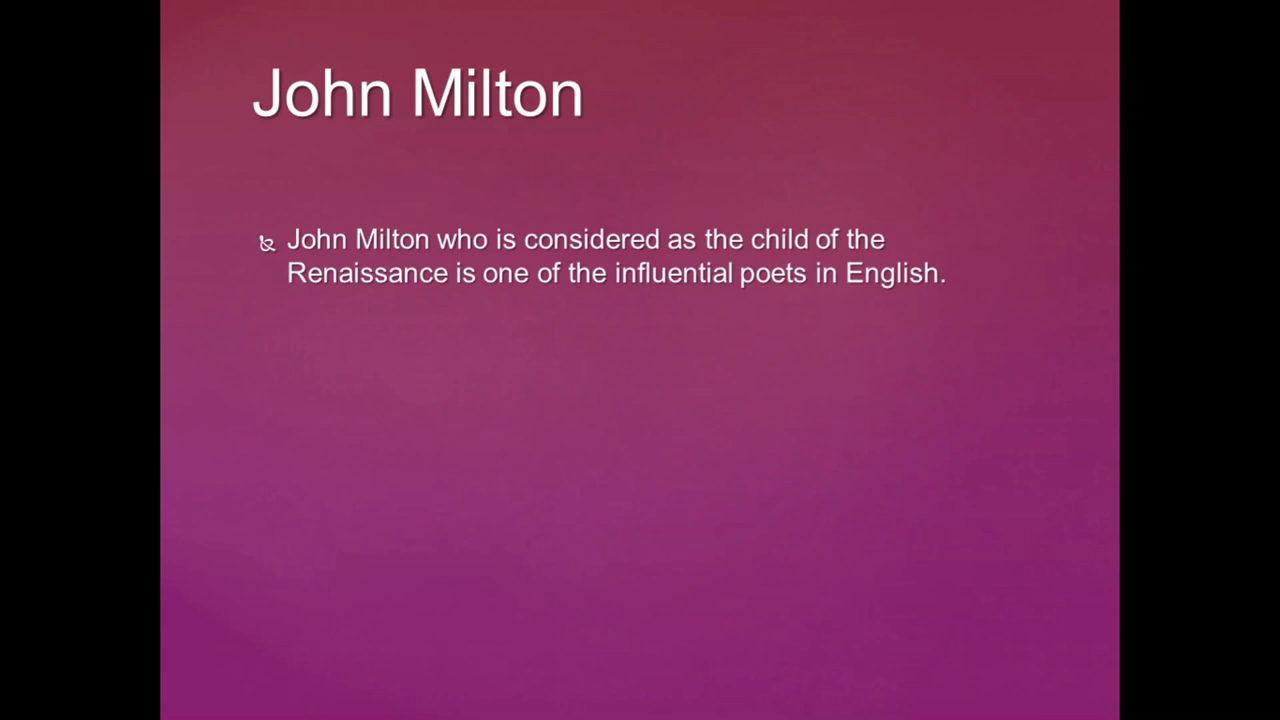 John Milton
John Milton who is considered as the child of the
Renaissance is one of the influential poets in English.